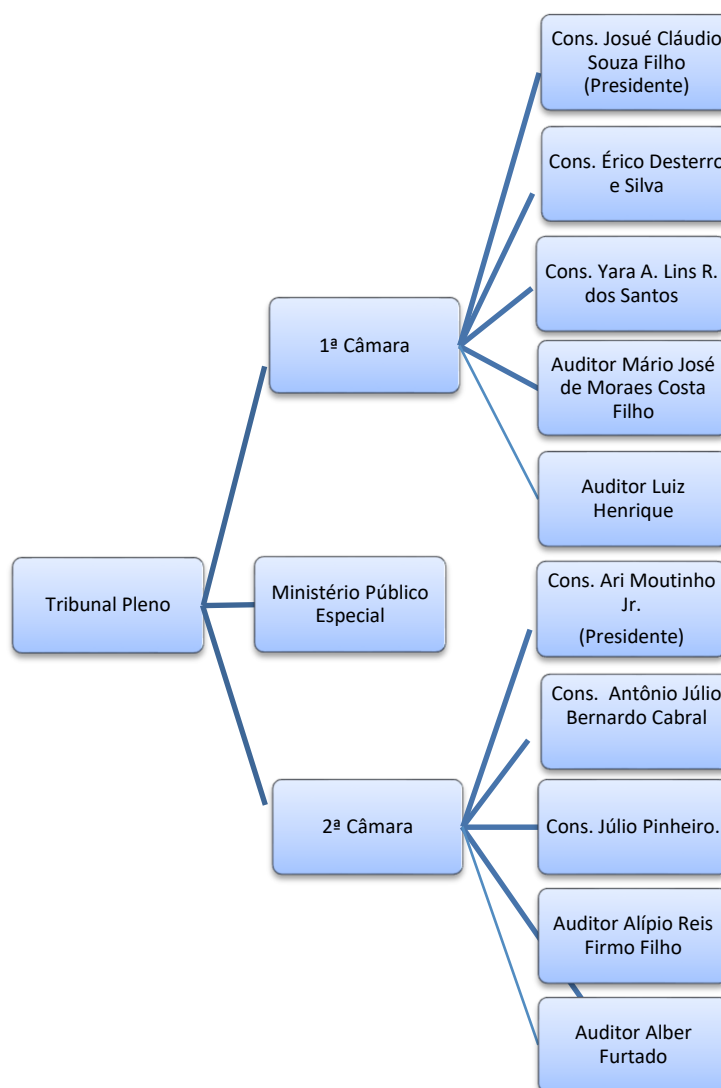 Tribunal Pleno
1ª Câmara
Cons. Josué Cláudio
Souza Filho
(Presidente)
Cons. Érico Desterro
e Silva
Cons. Yara A. Lins R.
dos Santos
Auditor Mário José
de Moraes Costa
Filho
Auditor Luiz
Henrique
Ministério Público
Especial
2ª Câmara
Cons. Ari Moutinho
Jr.
(Presidente)
Cons. Antônio Júlio
Bernardo Cabral
Cons. Júlio Pinheiro.
Auditor Alípio Reis
Firmo Filho
Auditor Alber
Furtado